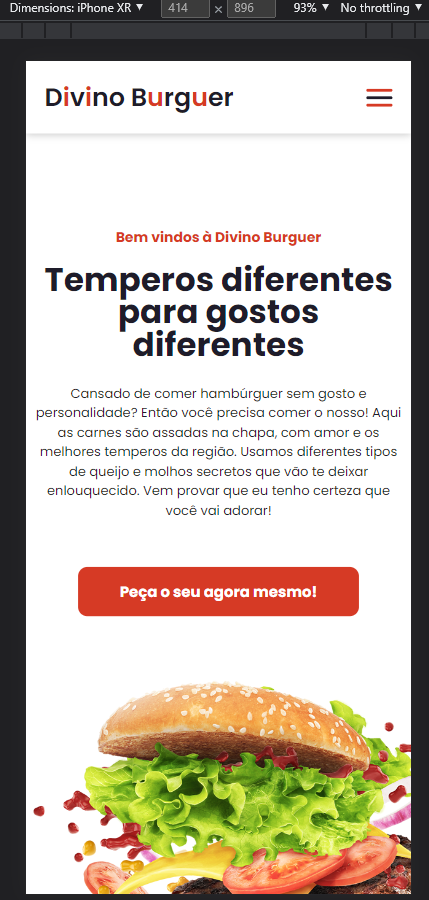 Dimensions: iPhone XR ▼ 414 × 896 93% ▼ No throttling ▼
Divino Burguer
Bem vindos à Divino Burguer
Temperos diferentes
para gostos
diferentes
Cansado de comer hambúrguer sem gosto e
personalidade? Então você precisa comer o nosso! Aqui
as carnes são assadas na chapa, com amor e os
melhores temperos da região. Usamos diferentes tipos
de queijo e molhos secretos que vão te deixar
enlouquecido. Vem provar que eu tenho certeza que
você vai adorar!
Peça o seu agora mesmo!